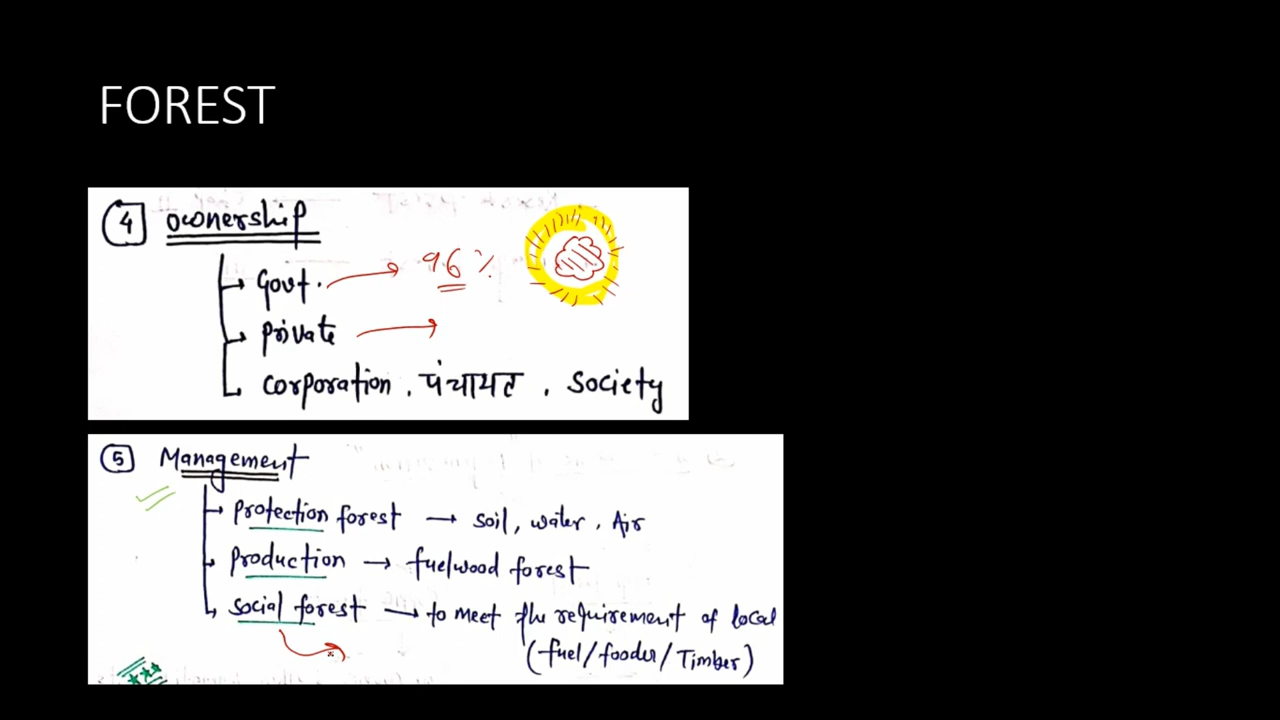 FOREST
4 ownership
Govt. → 96%
private →
corporation, पंचायत, society
5 Management
protection forest → soil, water, Air
production → fuelwood forest
social forest → to meet the requirement of local
(fuel/fooder/Timber)